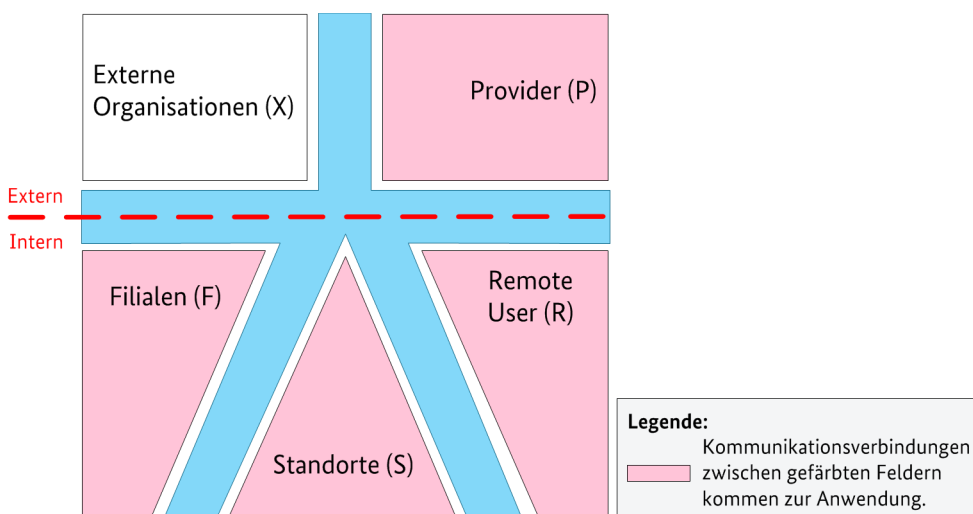 Externe
Organisationen (X)
Provider (P)
Extern
Intern
Filialen (F)
Remote
User (R)
Standorte (S)
Legende:
Kommunikationsverbindungen
zwischen gefärbten Feldern
kommen zur Anwendung.